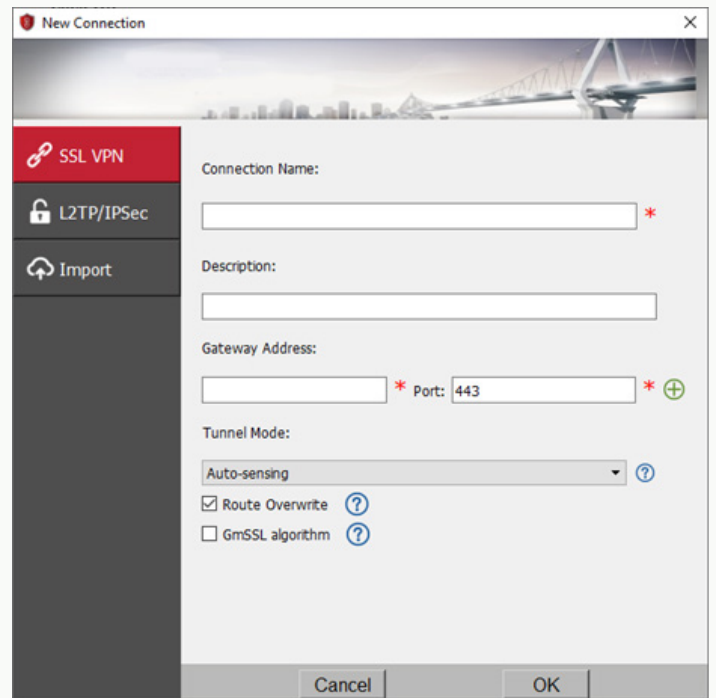 New Connection
SSL VPN
L2TP/IPSec
Import
Connection Name:
*
Description:
Gateway Address:
* Port: 443 *
Tunnel Mode:
Auto-sensing
Route Overwrite ?
GmSSL algorithm ?
Cancel OK